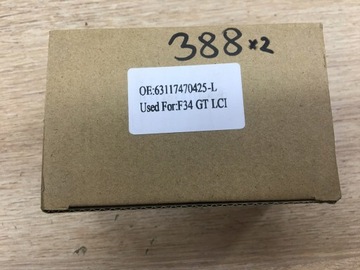 388 x2
OE:63117470425-L
Used For:F34 GT LCI